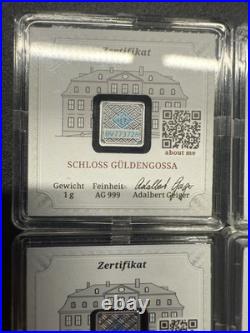 Zertifikat
about me
SCHLOSS GÜLDENGOSSA
Gewicht Feinheit
1 g AG 999 Adalbert Geiger
Zertifikat